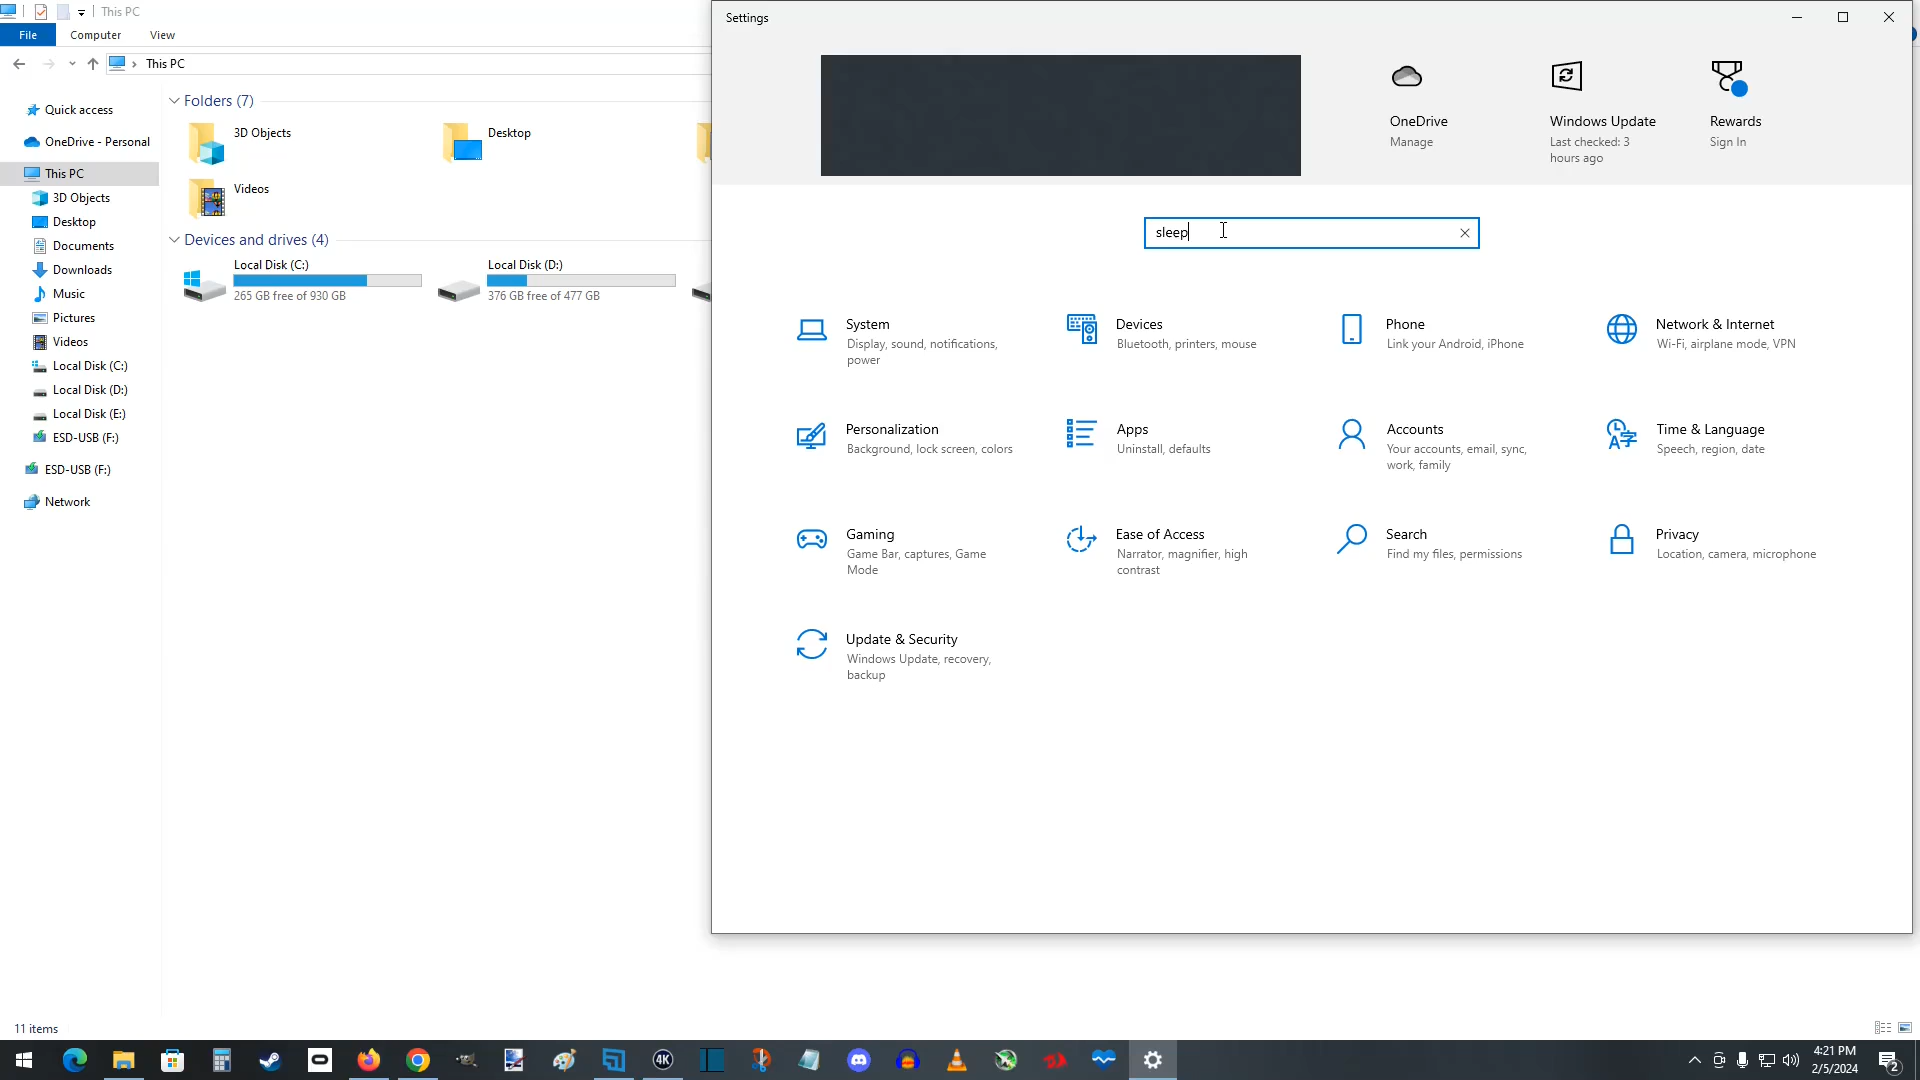 This PC
File
Computer
View
This PC
Quick access
OneDrive - Personal
This PC
3D Objects
Desktop
Documents
Downloads
Music
Pictures
Videos
Local Disk (C:)
Local Disk (D:)
Local Disk (E:)
ESD-USB (F:)
ESD-USB (F:)
Network
Folders (7)
3D Objects
Desktop
Videos
Devices and drives (4)
Local Disk (C:)
265 GB free of 930 GB
Local Disk (D:)
376 GB free of 477 GB
11 items
Settings
OneDrive
Manage
Windows Update
Last checked: 3
hours ago
Rewards
Sign In
sleep
System
Display, sound, notifications,
power
Devices
Bluetooth, printers, mouse
Phone
Link your Android, iPhone
Network & Internet
Wi-Fi, airplane mode, VPN
Personalization
Background, lock screen, colors
Apps
Uninstall, defaults
Accounts
Your accounts, email, sync,
work, family
Time & Language
Speech, region, date
Gaming
Game Bar, captures, Game
Mode
Ease of Access
Narrator, magnifier, high
contrast
Search
Find my files, permissions
Privacy
Location, camera, microphone
Update & Security
Windows Update, recovery,
backup
4K
4:21 PM
2/5/2024
2